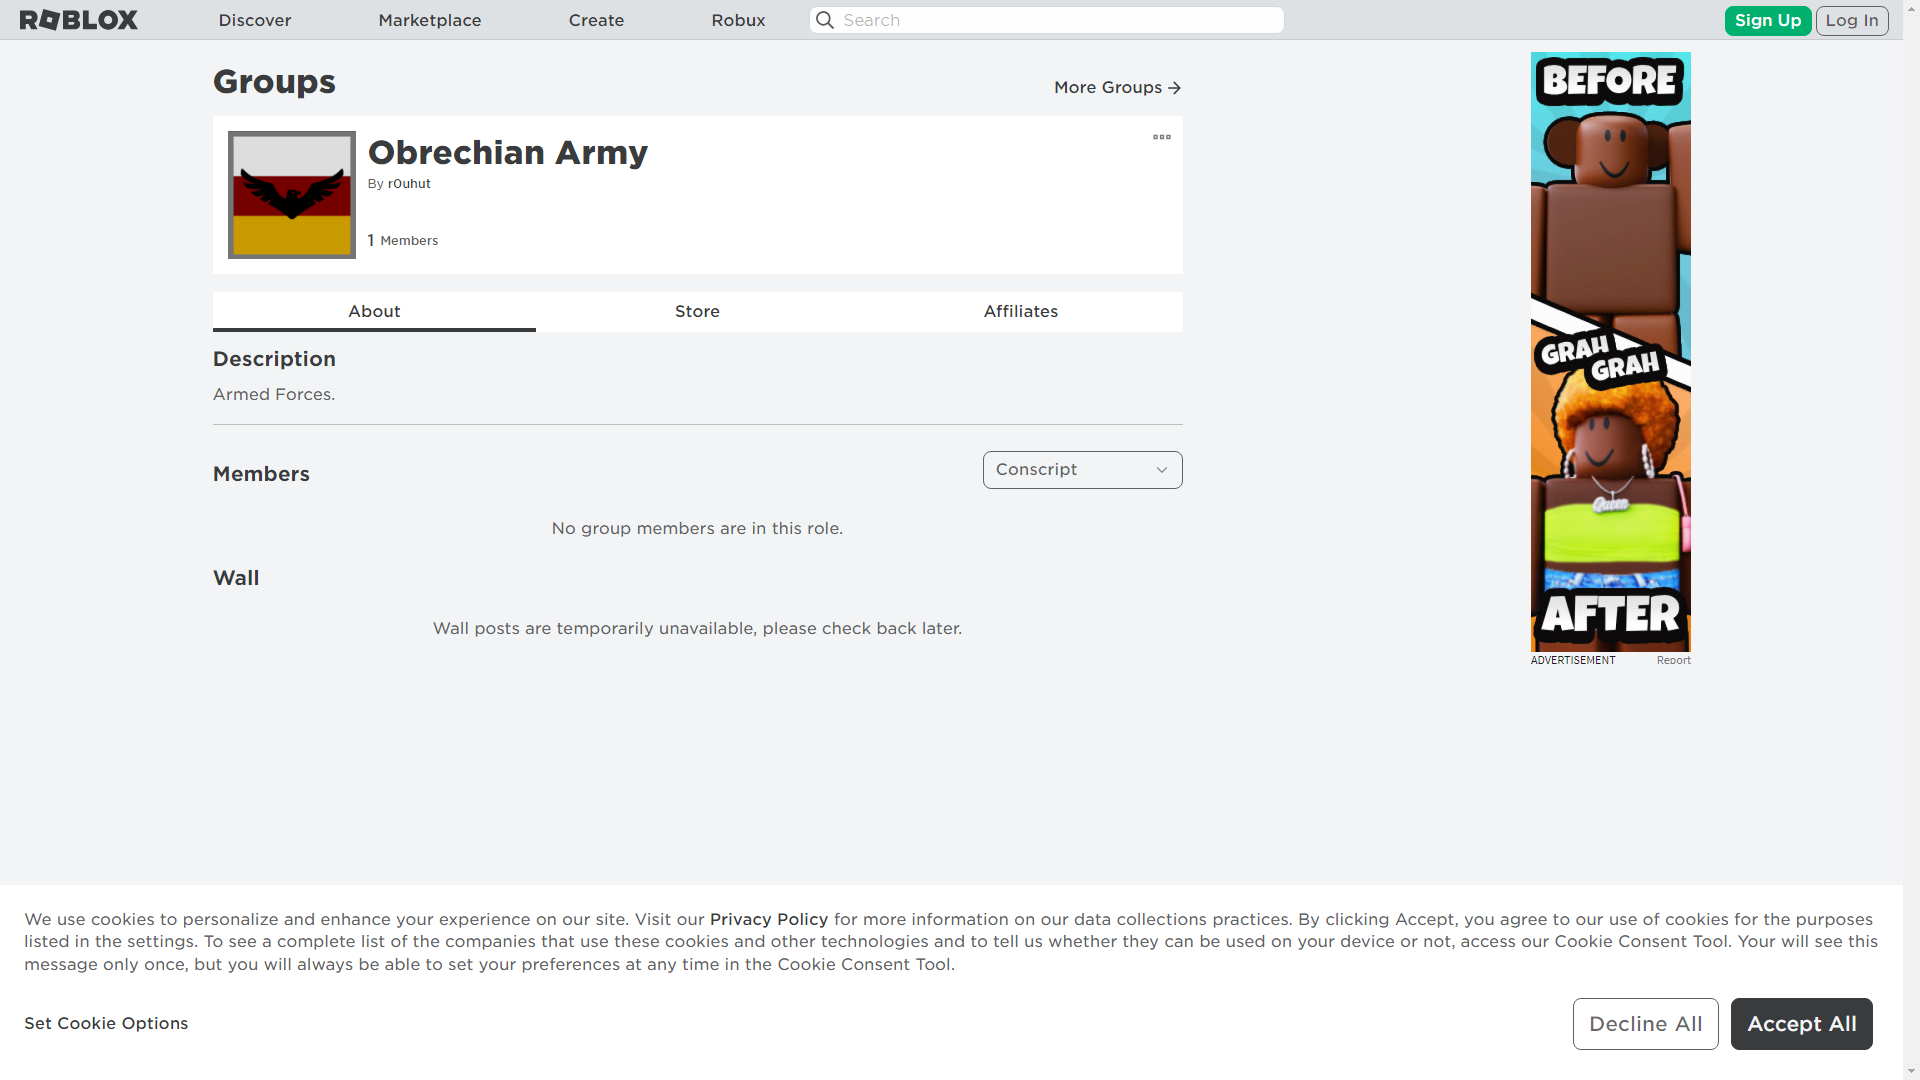 ROBLOX
Discover
Marketplace
Create
Robux
Search
Sign Up
Log In
Groups
More Groups
Obrechian Army
By r0uhut
1 Members
About
Store
Affiliates
Description
Armed Forces.
Members
Conscript
No group members are in this role.
Wall
Wall posts are temporarily unavailable, please check back later.
BEFORE
GRAH
GRAH
Queen
AFTER
ADVERTISEMENT
Report
We use cookies to personalize and enhance your experience on our site. Visit our Privacy Policy for more information on our data collections practices. By clicking Accept, you agree to our use of cookies for the purposes
listed in the settings. To see a complete list of the companies that use these cookies and other technologies and to tell us whether they can be used on your device or not, access our Cookie Consent Tool. Your will see this
message only once, but you will always be able to set your preferences at any time in the Cookie Consent Tool.
Set Cookie Options
Decline All
Accept All